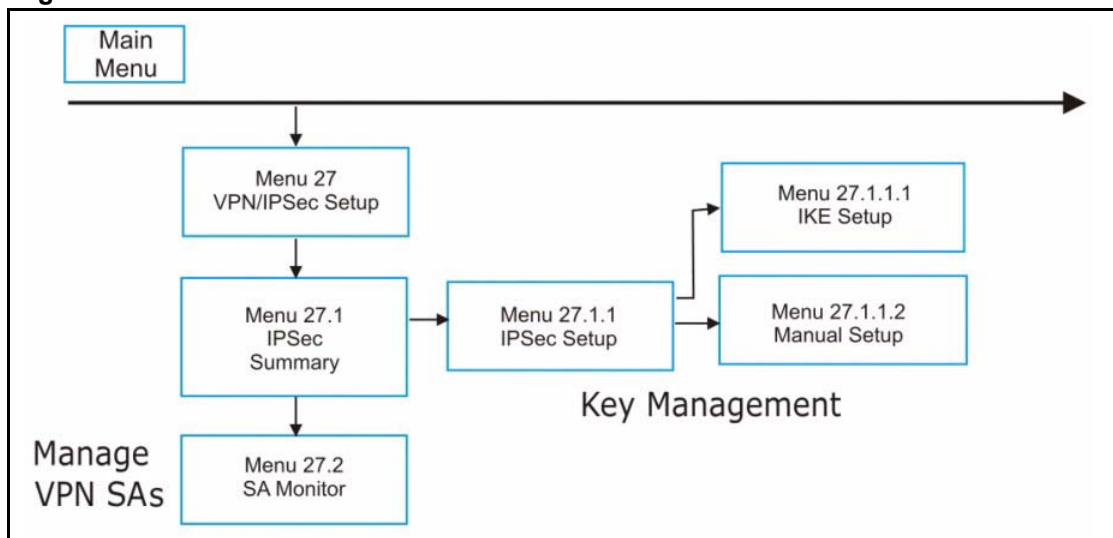 Main
Menu
Menu 27
VPN/IPSec Setup
Menu 27.1.1.1
IKE Setup
Menu 27.1
IPSec
Summary
Menu 27.1.1
IPSec Setup
Menu 27.1.1.2
Manual Setup
Key Management
Manage
VPN SAs
Menu 27.2
SA Monitor